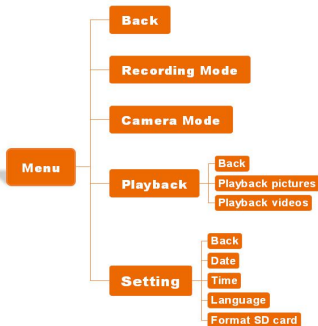 Menu
Back
Recording Mode
Camera Mode
Playback
Back
Playback pictures
Playback videos
Setting
Back
Date
Time
Language
Format SD card